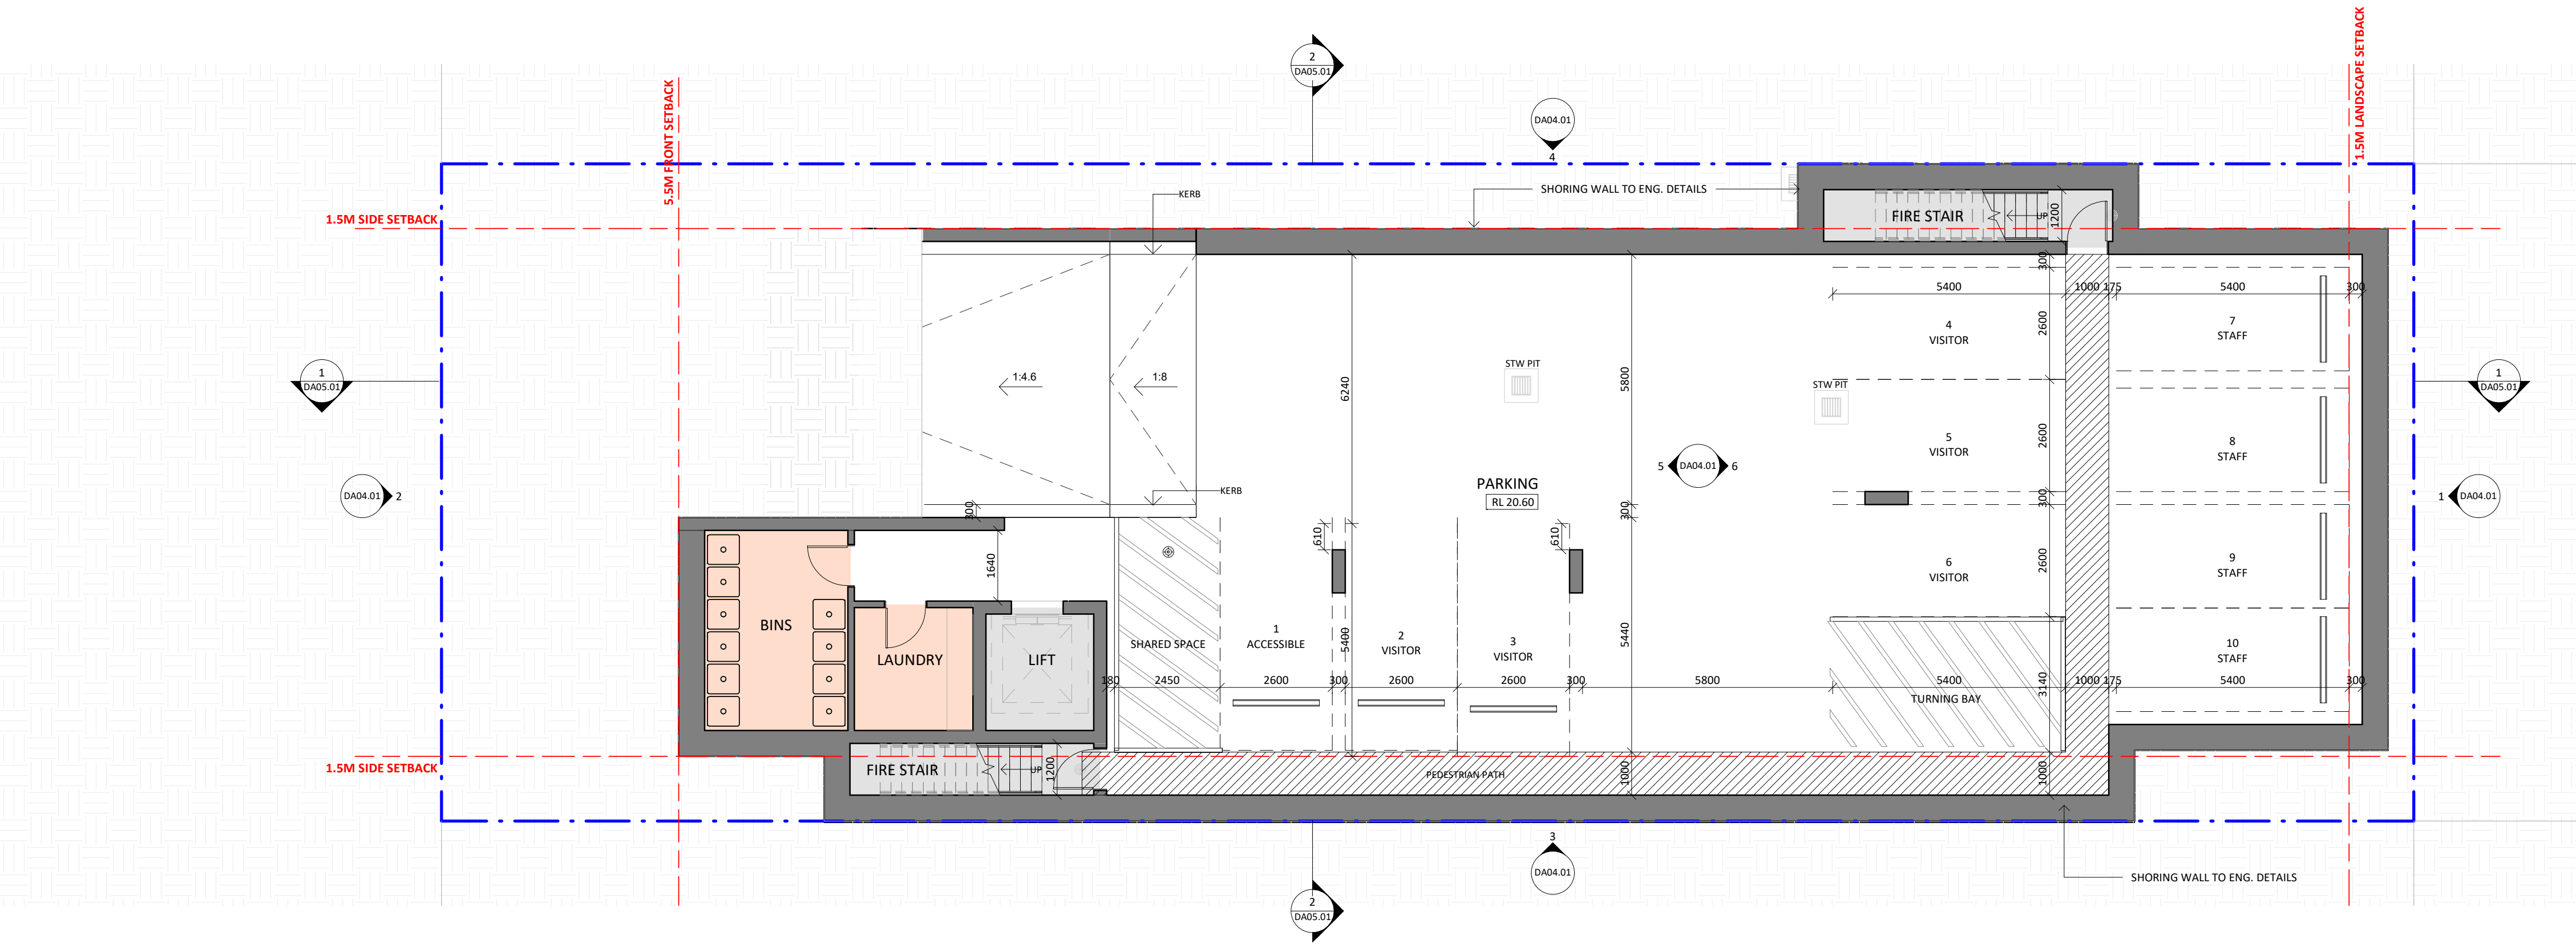 1.5M LANDSCAPE SETBACK
2
DA05.01
5.5M FRONT SETBACK
DA04.01
4
SHORING WALL TO ENG. DETAILS
KERB
1.5M SIDE SETBACK
FIRE STAIR
UP
1200
300
5400
1000
175
5400
300
4
VISITOR
2600
7
STAFF
1:4.6
1:8
STW PIT
STW PIT
6240
5800
1
DA05.01
1
DA05.01
5
VISITOR
2600
8
STAFF
5
DA04.01
6
PARKING
RL 20.60
KERB
300
300
300
DA04.01
2
1
DA04.01
610
610
1640
6
VISITOR
2600
9
STAFF
BINS
LAUNDRY
LIFT
SHARED SPACE
1
ACCESSIBLE
5400
2
VISITOR
3
VISITOR
5440
10
STAFF
180
2450
2600
300
2600
2600
300
5800
5400
3140
1000
175
5400
300
TURNING BAY
1.5M SIDE SETBACK
FIRE STAIR
UP
1200
PEDESTRIAN PATH
1000
1000
3
DA04.01
SHORING WALL TO ENG. DETAILS
2
DA05.01